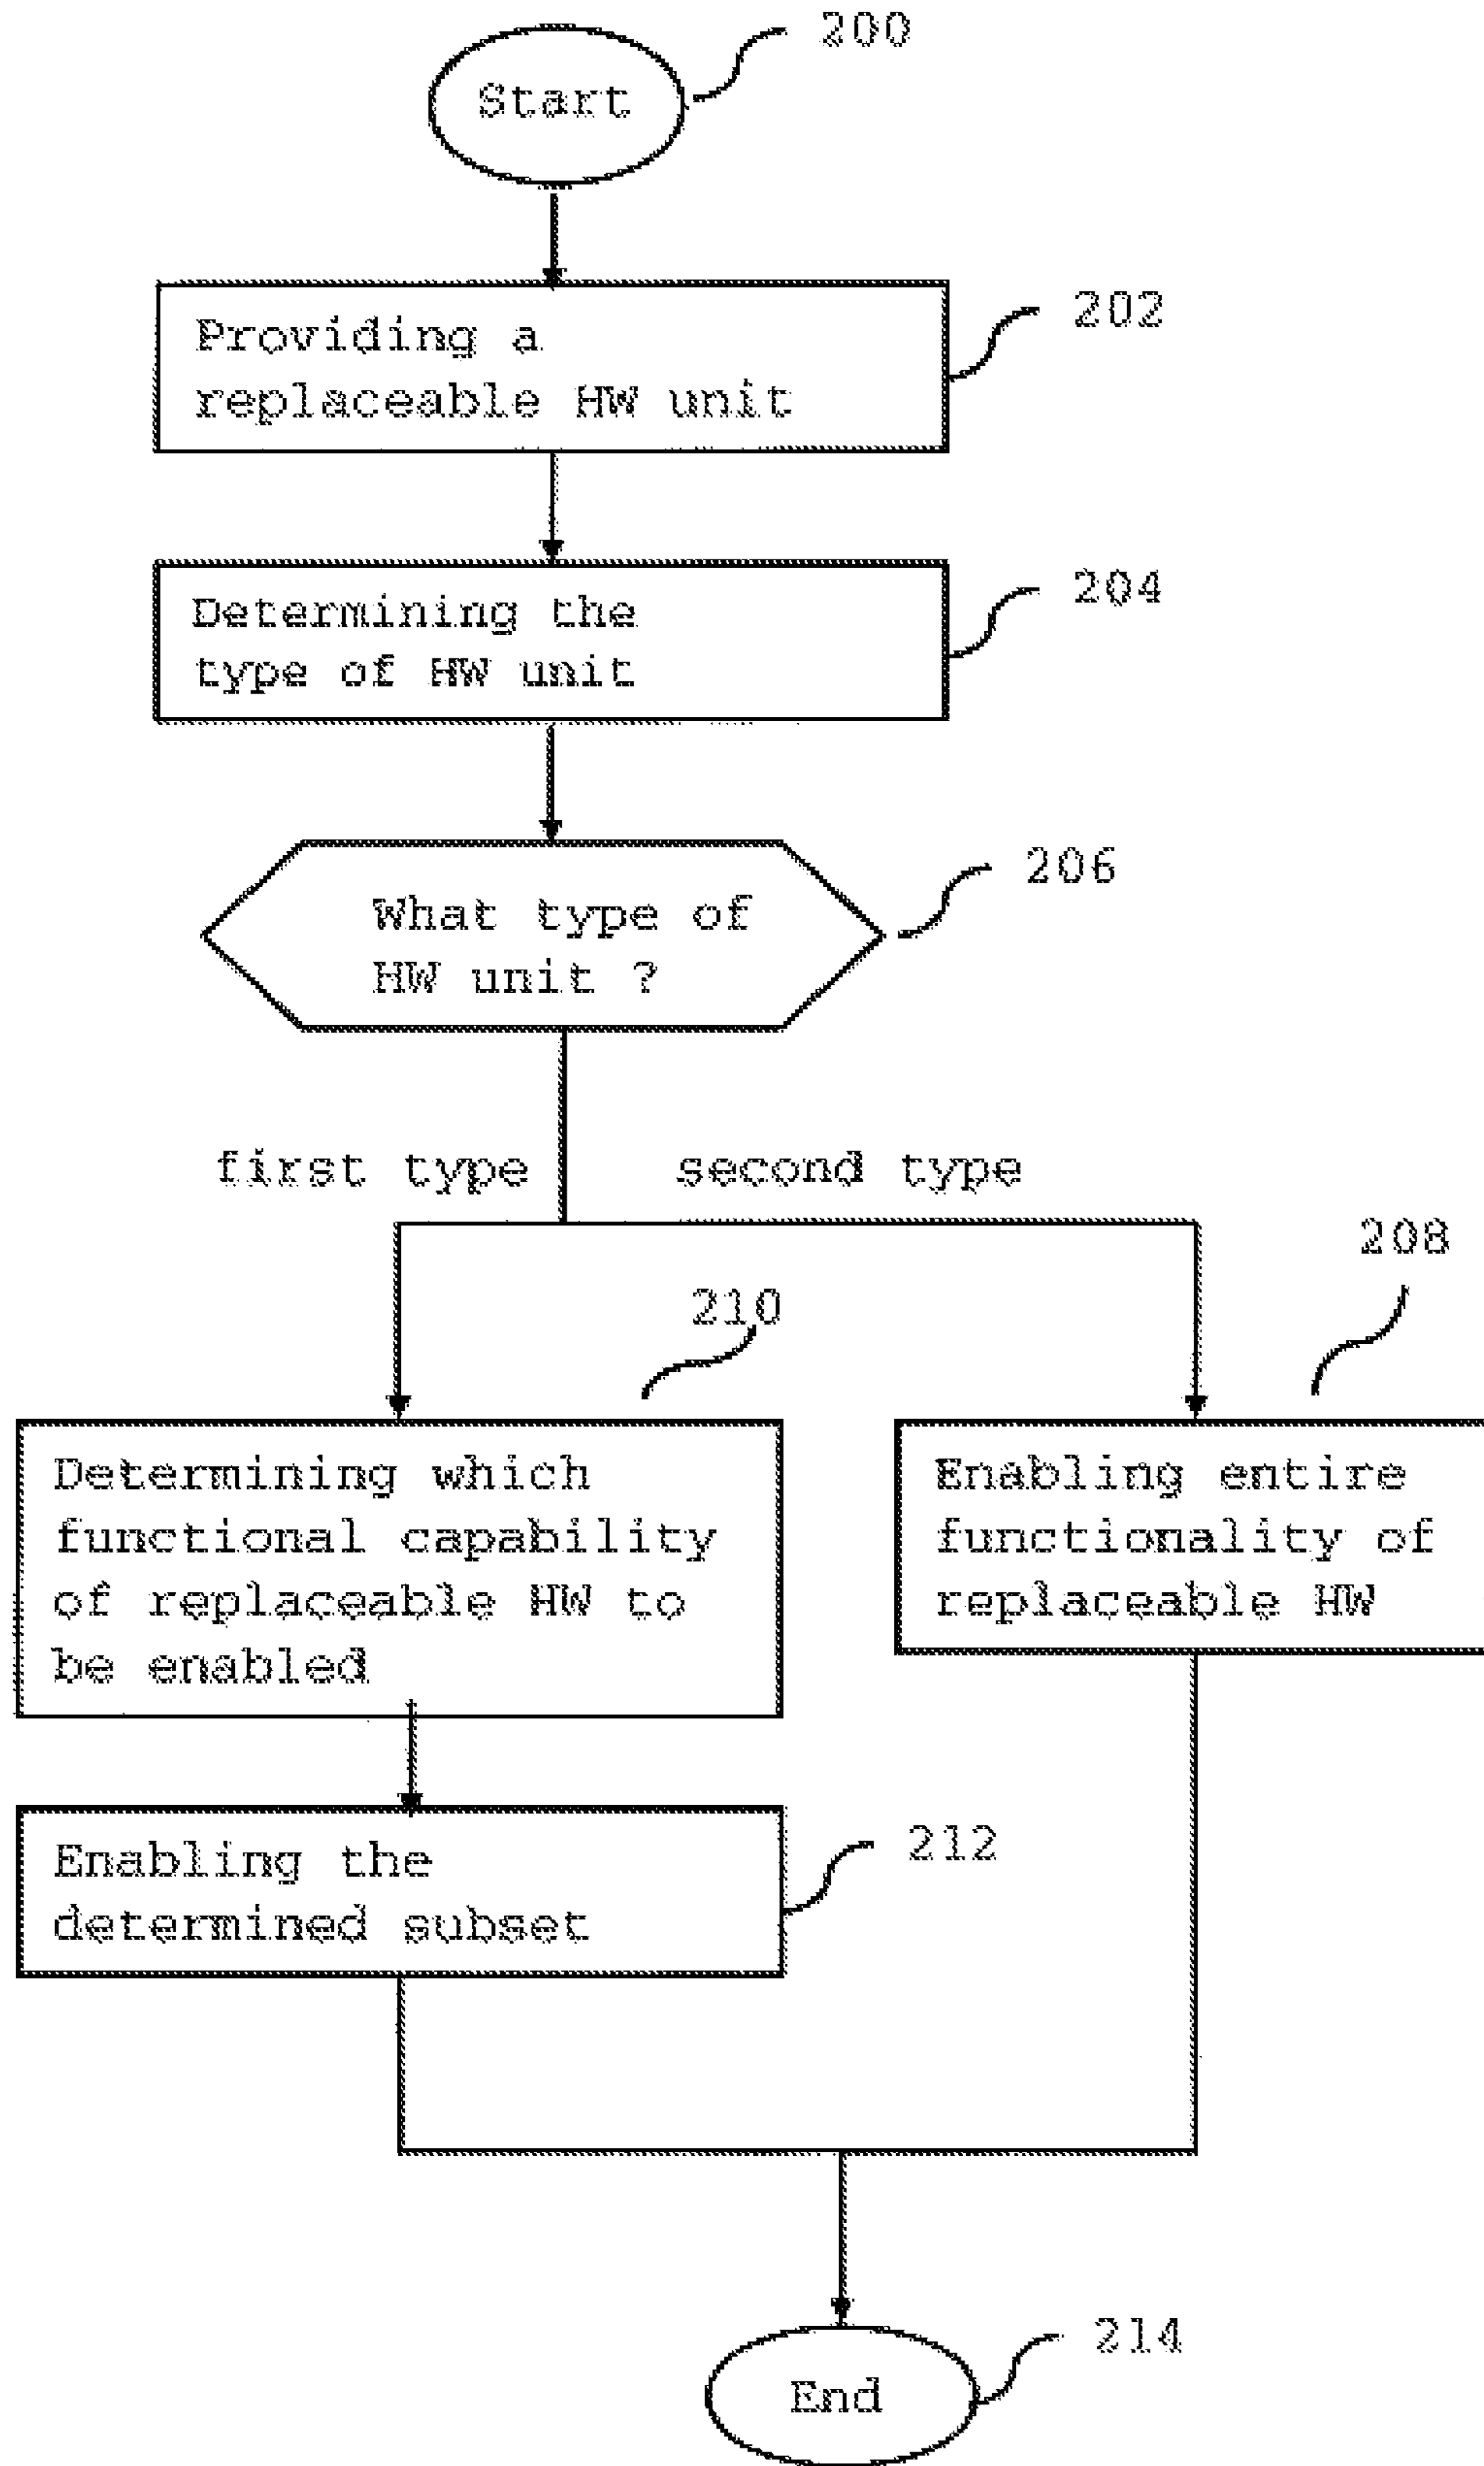 200
Start
202
Providing a
replaceable HW unit
204
Determining the
type of HW unit
206
What type of
HW unit ?
first type
second type
208
210
Determining which
functional capability
of replaceable HW to
be enabled
Enabling entire
functionality of
replaceable HW
212
Enabling the
determined subset
214
End